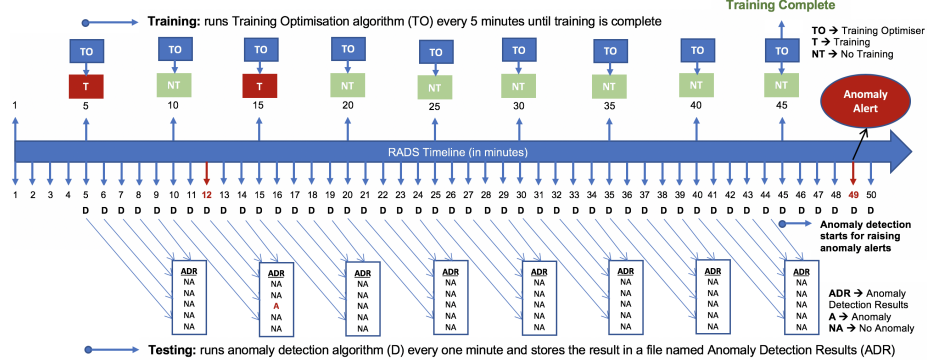 Training: runs Training Optimisation algorithm (TO) every 5 minutes until training is complete
Training Complete
TO → Training Optimiser
T → Training
NT → No Training
TO TO TO TO TO TO TO TO TO
T NT T NT NT NT NT NT NT
1 5 10 15 20 25 30 35 40 45
Anomaly
Alert
RADS Timeline (in minutes)
1 2 3 4 5 6 7 8 9 10 11 12 13 14 15 16 17 18 19 20 21 22 23 24 25 26 27 28 29 30 31 32 33 34 35 36 37 38 39 40 41 42 43 44 45 46 47 48 49 50
D D D D D D D D D D D D D D D D D D D D D D D D D D D D D D D D D D D D D D D D D D D D D D
Anomaly detection
starts for raising
anomaly alerts
ADR ADR ADR ADR ADR ADR ADR ADR
NA NA NA NA NA NA NA NA
NA NA NA NA NA NA NA NA
NA A NA NA NA NA NA NA
NA NA NA NA NA NA NA NA
NA NA NA NA NA NA NA NA
ADR → Anomaly
Detection Results
A → Anomaly
NA → No Anomaly
Testing: runs anomaly detection algorithm (D) every one minute and stores the result in a file named Anomaly Detection Results (ADR)